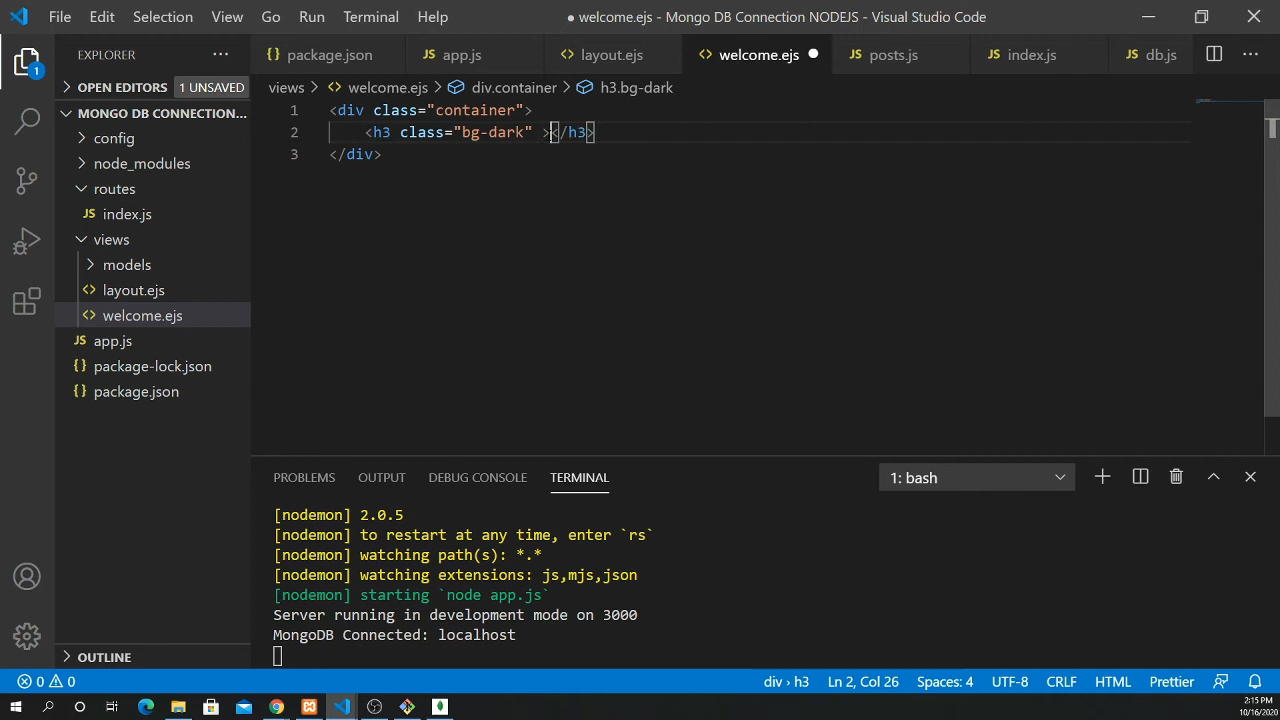 File Edit Selection View Go Run Terminal Help ● welcome.ejs - Mongo DB Connection NODEJS - Visual Studio Code
EXPLORER ···
{} package.json JS app.js <> layout.ejs <> welcome.ejs ● JS posts.js JS index.js JS db.js ···
OPEN EDITORS 1 UNSAVED
views > <> welcome.ejs > div.container > h3.bg-dark
MONGO DB CONNECTION...
config
node_modules
routes
JS index.js
views
models
<> layout.ejs
<> welcome.ejs
JS app.js
{} package-lock.json
{} package.json
OUTLINE
1 <div class="container">
2 <h3 class="bg-dark" ></h3>
3 </div>
PROBLEMS OUTPUT DEBUG CONSOLE TERMINAL 1: bash
[nodemon] 2.0.5
[nodemon] to restart at any time, enter `rs`
[nodemon] watching path(s): *.*
[nodemon] watching extensions: js,mjs,json
[nodemon] starting `node app.js`
Server running in development mode on 3000
MongoDB Connected: localhost
1
0 0 div > h3 Ln 2, Col 26 Spaces: 4 UTF-8 CRLF HTML Prettier
2:15 PM
10/16/2020